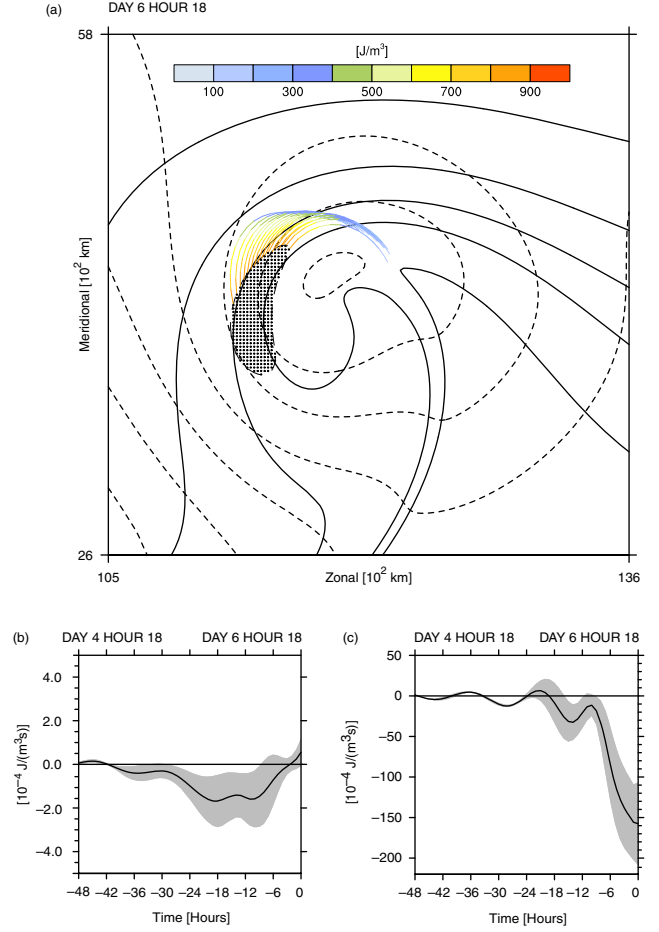 (a)
DAY 6 HOUR 18
58
[J/m³]
100 300 500 700 900
Meridional [10² km]
26
105 Zonal [10² km] 136
(b) DAY 4 HOUR 18 DAY 6 HOUR 18
5.0
4.0
2.0
0.0
−2.0
−4.0
−5.0
[10⁻⁴ J/(m³s)]
−48 −42 −36 −30 −24 −18 −12 −6 0
Time [Hours]
(c) DAY 4 HOUR 18 DAY 6 HOUR 18
50
0
−50
−100
−150
−200
[10⁻⁴ J/(m³s)]
−48 −42 −36 −30 −24 −18 −12 −6 0
Time [Hours]